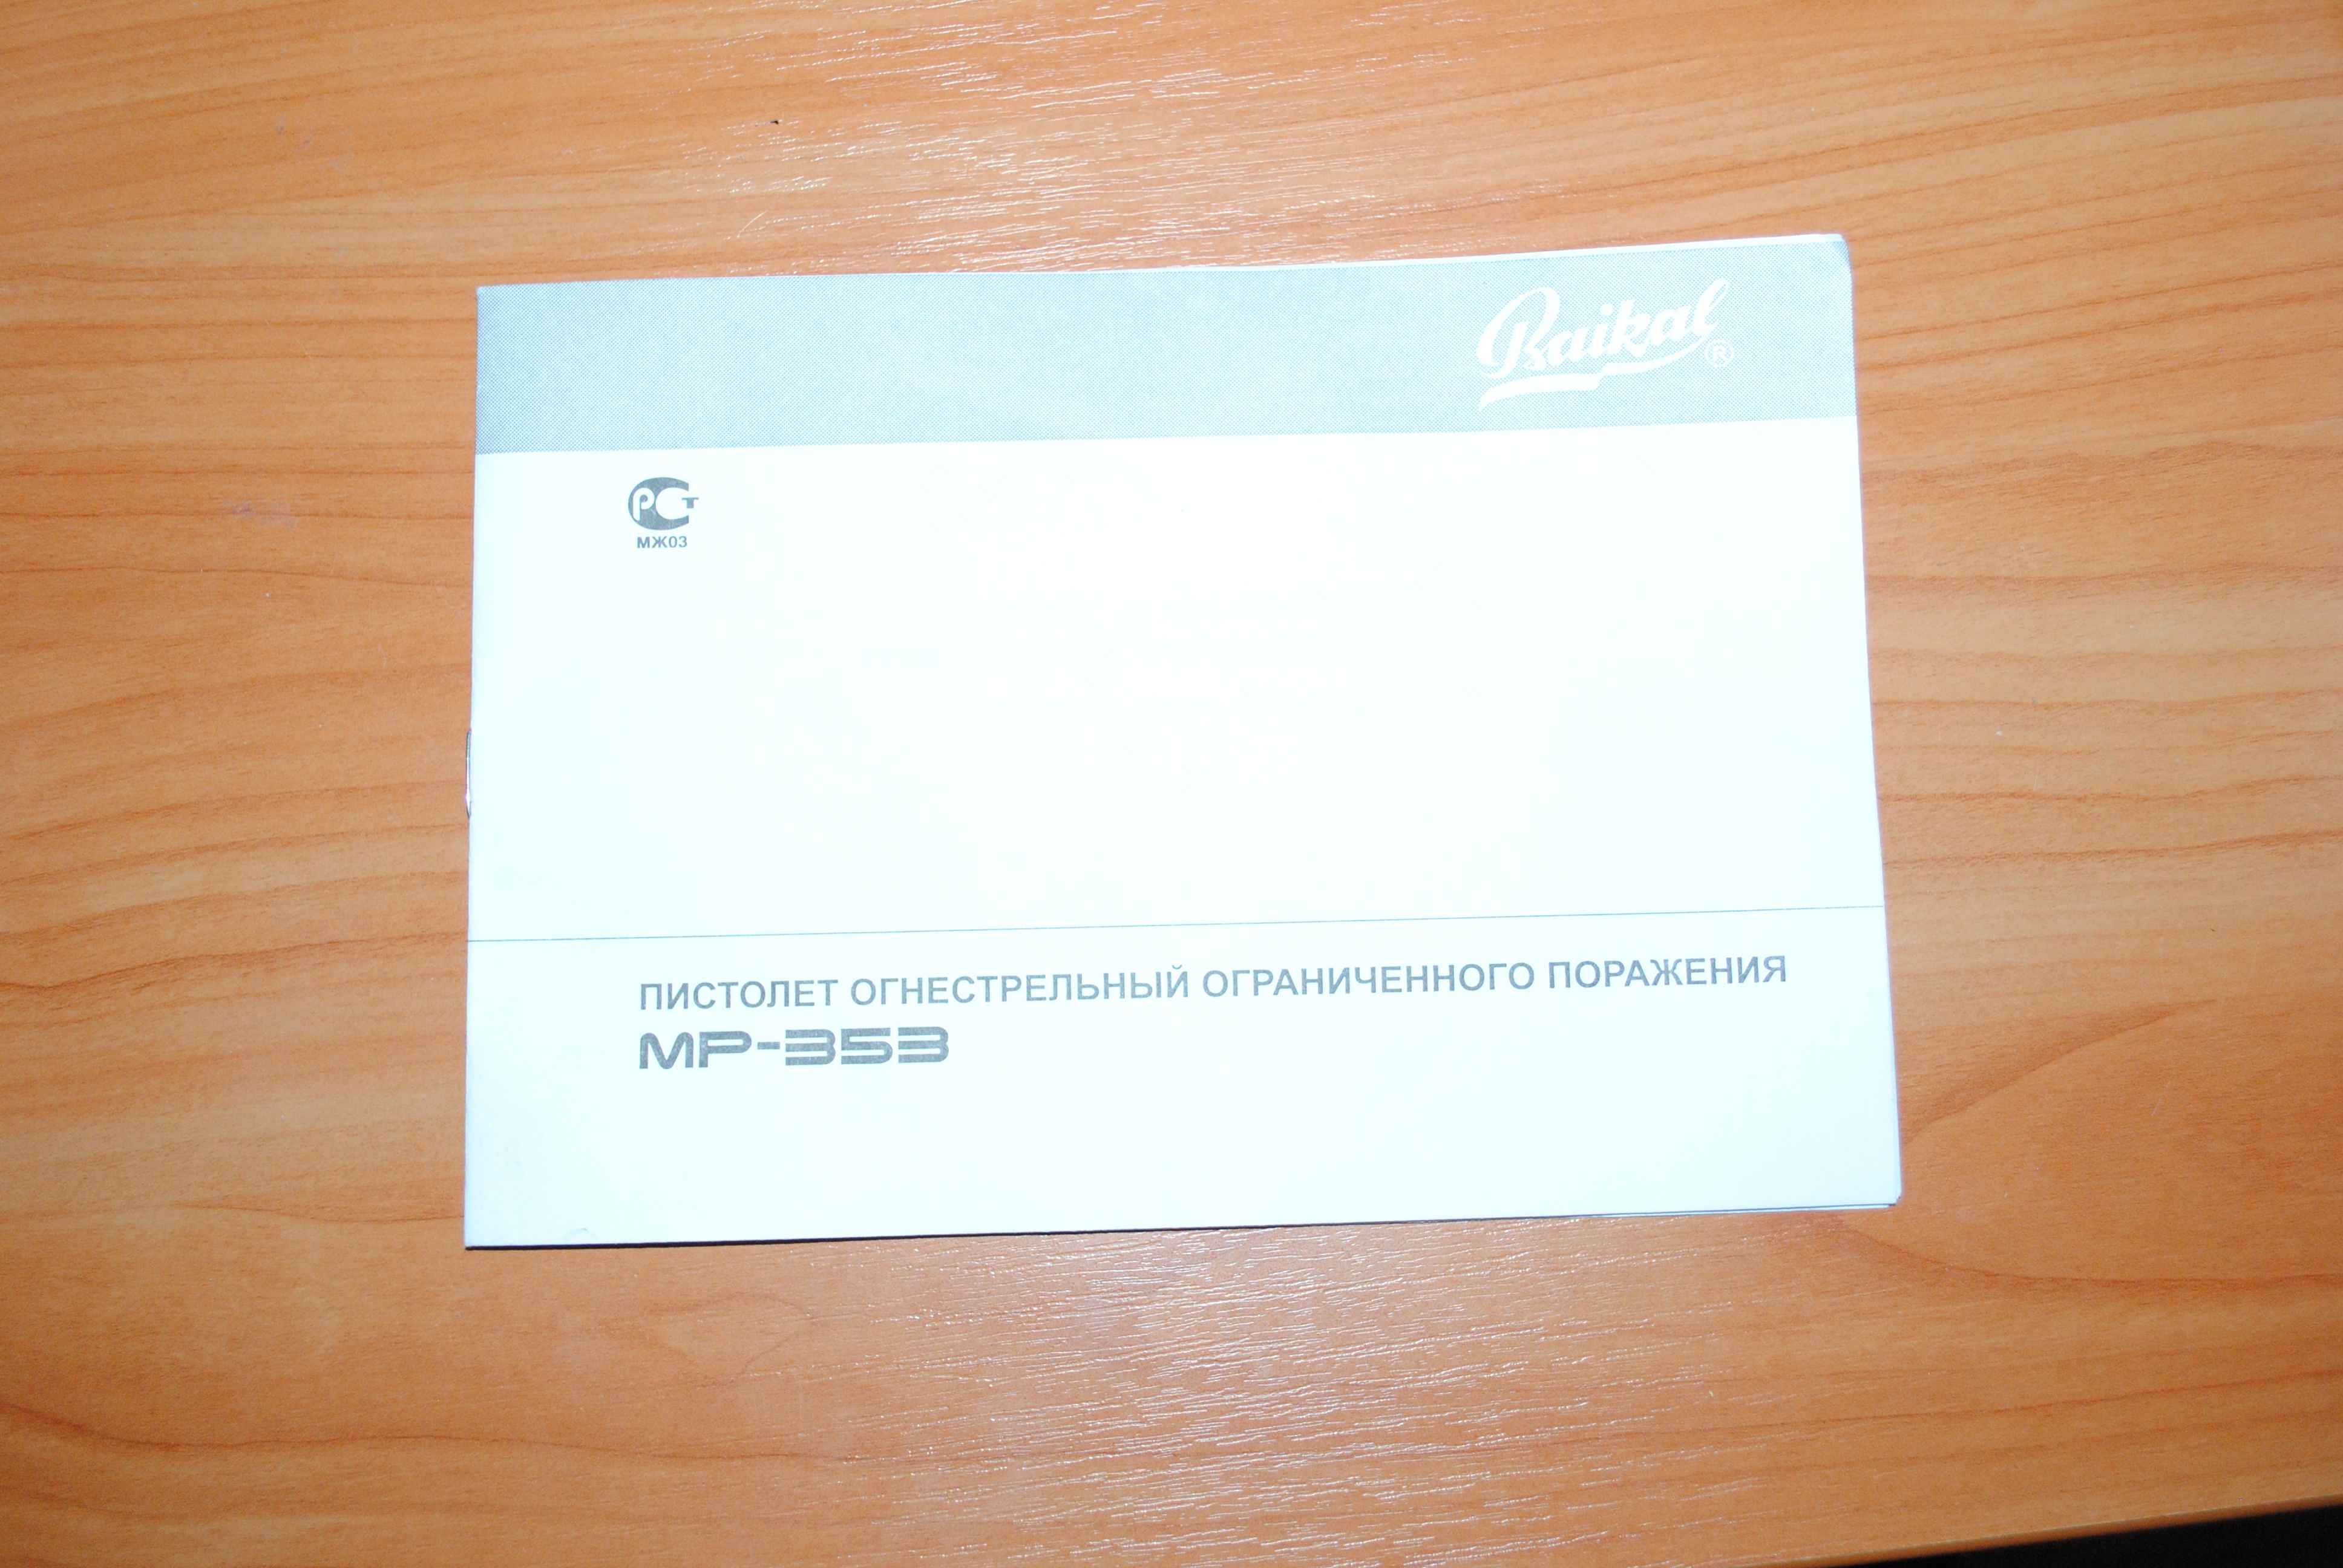 Baikal®
РСТ
МЖ03
ПИСТОЛЕТ ОГНЕСТРЕЛЬНЫЙ ОГРАНИЧЕННОГО ПОРАЖЕНИЯ
МР-353